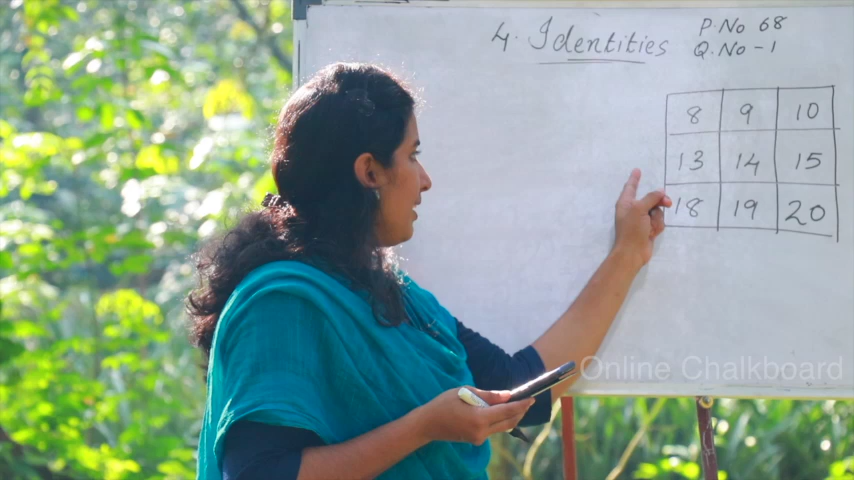 4. Identities
P.No 68
Q.No - 1
8 9 10
13 14 15
18 19 20
Online Chalkboard